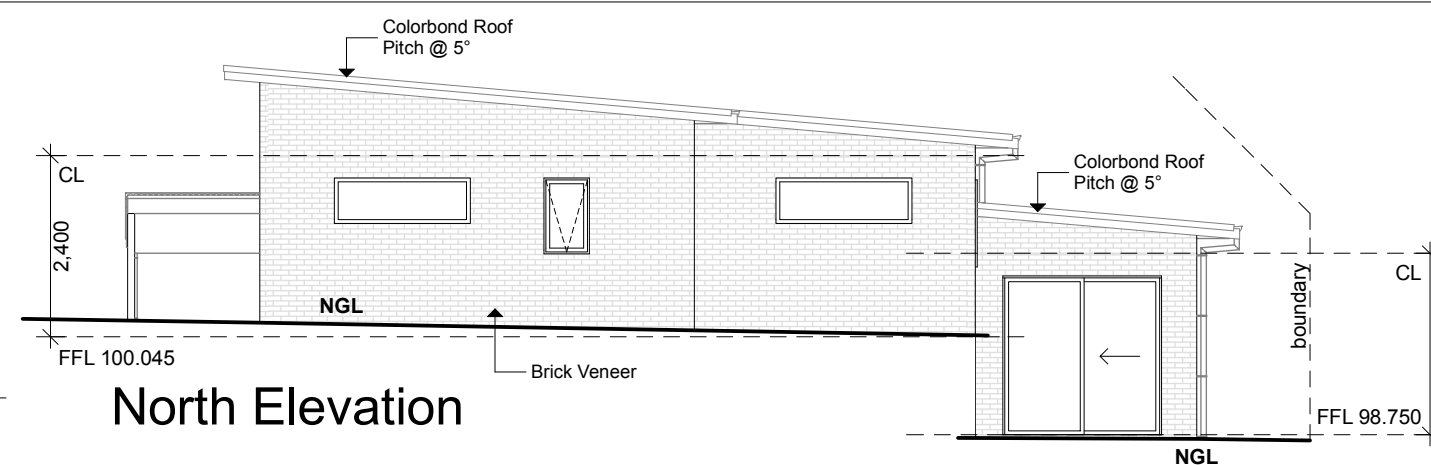 Colorbond Roof
Pitch @ 5°
Colorbond Roof
Pitch @ 5°
CL
2,400
CL
boundary
NGL
FFL 100.045
Brick Veneer
North Elevation
FFL 98.750
NGL